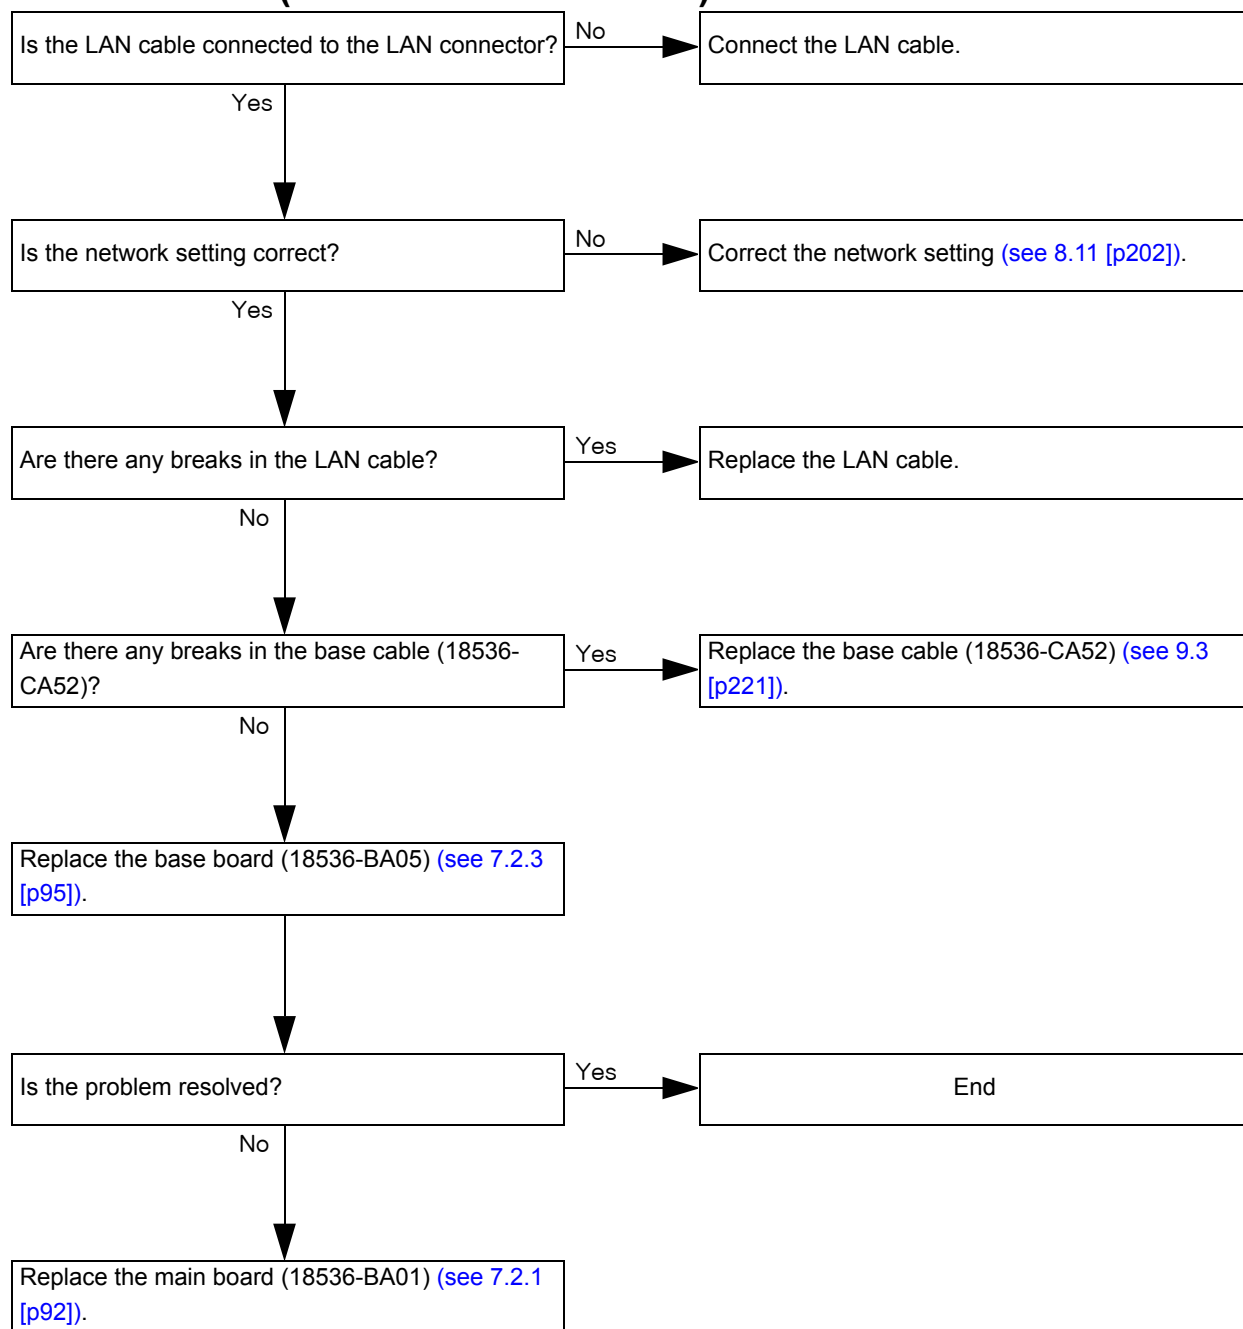 Is the LAN cable connected to the LAN connector?
No
Connect the LAN cable.
Yes
Is the network setting correct?
No
Correct the network setting (see 8.11 [p202]).
Yes
Are there any breaks in the LAN cable?
Yes
Replace the LAN cable.
No
Are there any breaks in the base cable (18536-
CA52)?
Yes
Replace the base cable (18536-CA52) (see 9.3
[p221]).
No
Replace the base board (18536-BA05) (see 7.2.3
[p95]).
Is the problem resolved?
Yes
End
No
Replace the main board (18536-BA01) (see 7.2.1
[p92]).